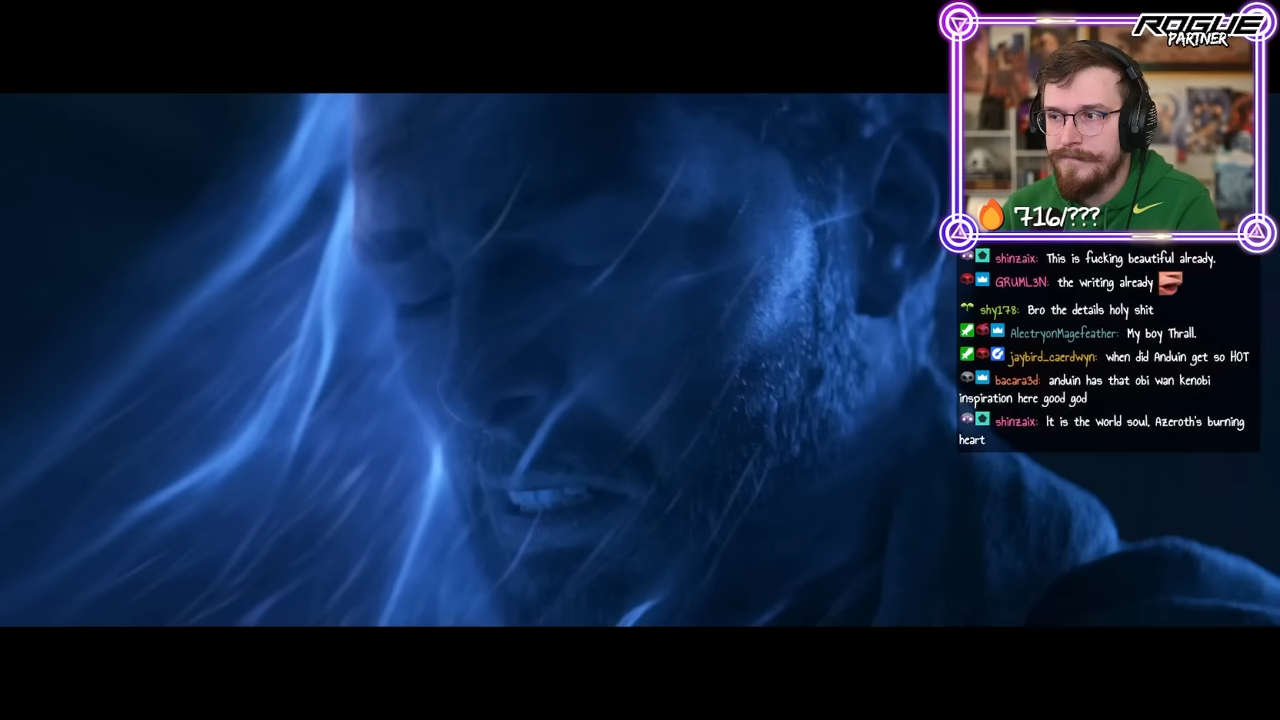 ROGUE
PARTNER
716/???
shinzaix: This is fucking beautiful already.
GRUML3N: the writing already
shy178: Bro the details holy shit
AlectryonMagefeather: My boy Thrall.
jaybird_caerdwyn: when did Anduin get so HOT
bacara3d: anduin has that obi wan kenobi
inspiration here good god
shinzaix: It is the world soul, Azeroth's burning
heart